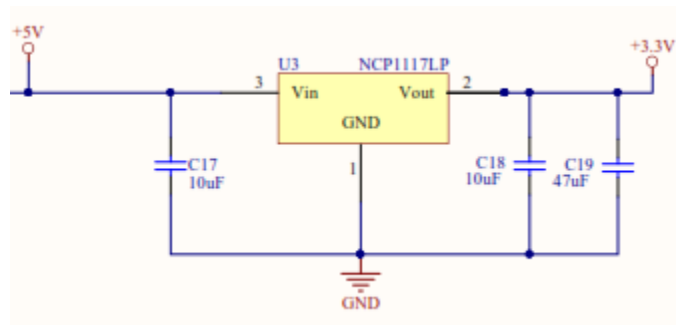 +5V
+3.3V
U3 NCP1117LP
3 Vin Vout 2
GND
1
C17
10uF
C18
10uF
C19
47uF
GND